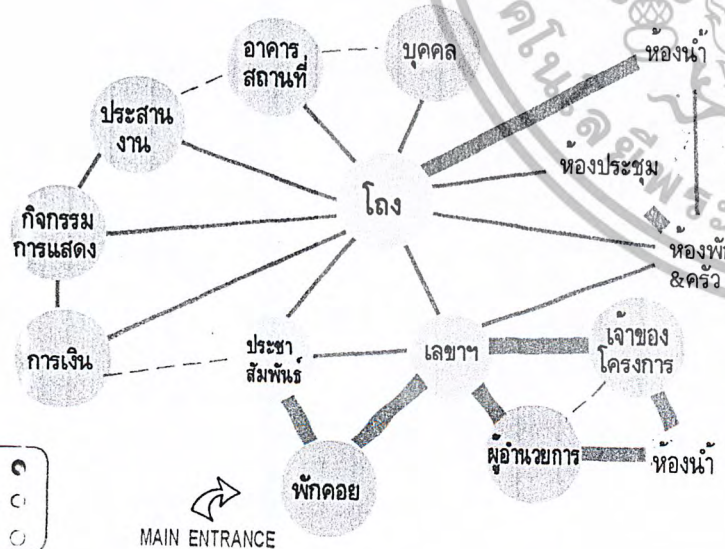 อาคาร
สถานที่
บุคคล
ห้องน้ำ
ประสาน
งาน
ห้องประชุม
โถง
กิจกรรม
การแสดง
ห้องพัก
&ครัว
การเงิน
ประชา
สัมพันธ์
เลขาฯ
เจ้าของ
โครงการ
ผู้อำนวยการ
ห้องน้ำ
พักคอย
MAIN ENTRANCE